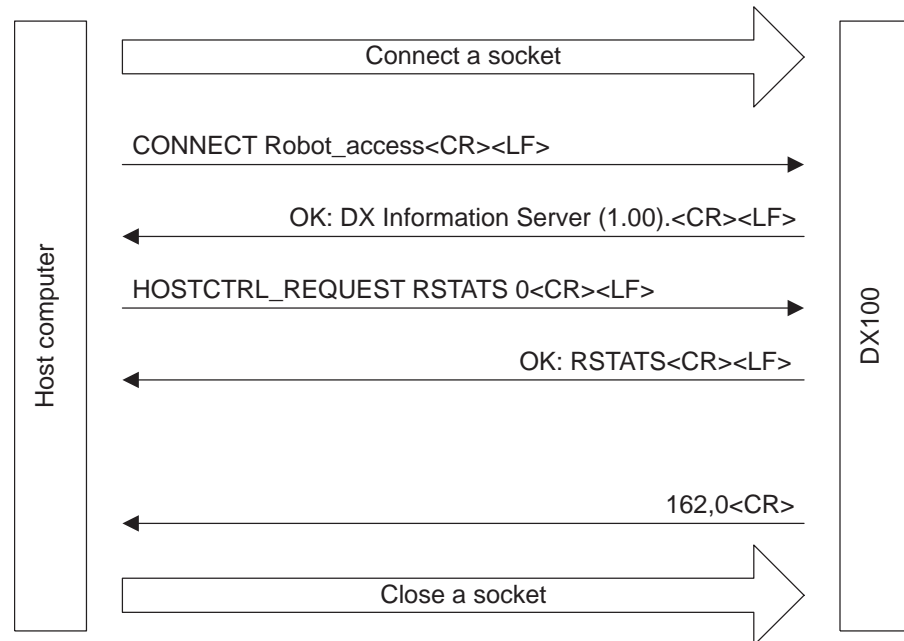 Connect a socket
CONNECT Robot_access<CR><LF>
OK: DX Information Server (1.00).<CR><LF>
HOSTCTRL_REQUEST RSTATS 0<CR><LF>
OK: RSTATS<CR><LF>
162,0<CR>
Close a socket
Host computer
DX100